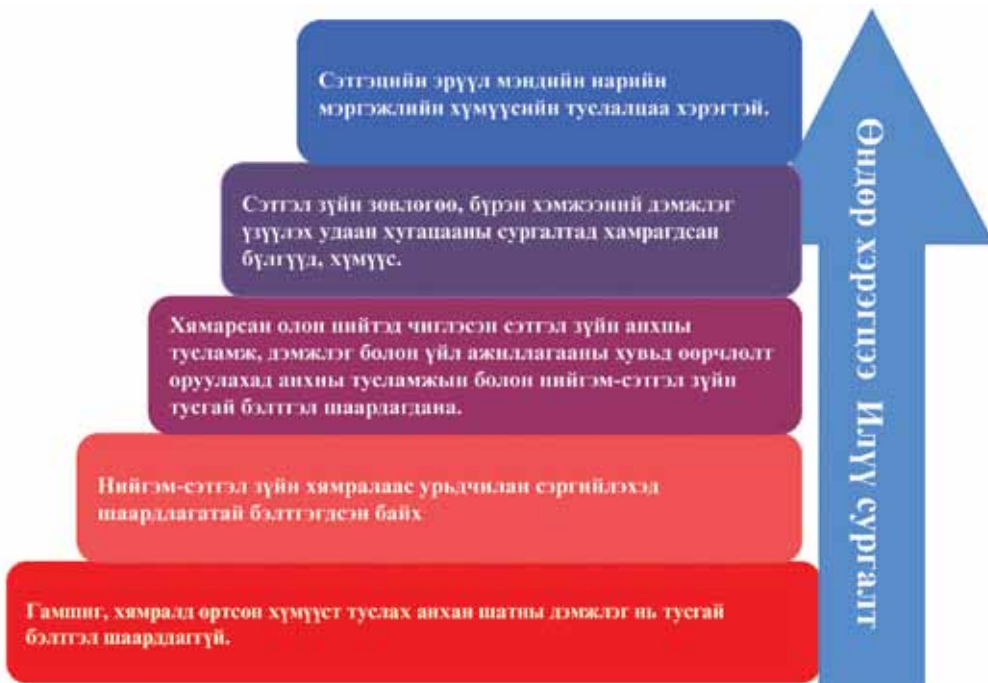 Сэтгэцийн эрүүл мэндийн нарийн
мэргэжлийн хүмүүсийн туслалцаа хэрэгтэй.
Сэтгэл зүйн зөвлөгөө, бүрэн хэмжээний дэмжлэг
үзүүлэх удаан хугацааны сургалтад хамрагдсан
бүлгүүд, хүмүүс.
Хямарсан олон нийтэд чиглэсэн сэтгэл зүйн анхны
тусламж, дэмжлэг болон үйл ажиллагааны хувьд өөрчлөлт
оруулахад анхны тусламжын болон нийгэм-сэтгэл зүйн
тусгай бэлтгэл шаардагдана.
Нийгэм-сэтгэл зүйн хямралаас урьдчилан сэргийлэхэд
шаардлагатай бэлтгэгдсэн байх
Гамшиг, хямралд өртсөн хүмүүст туслах анхан шатны дэмжлэг нь тусгай
бэлтгэл шаарддаггүй.
Өндөр хэрэгцээ Илүү сургалт